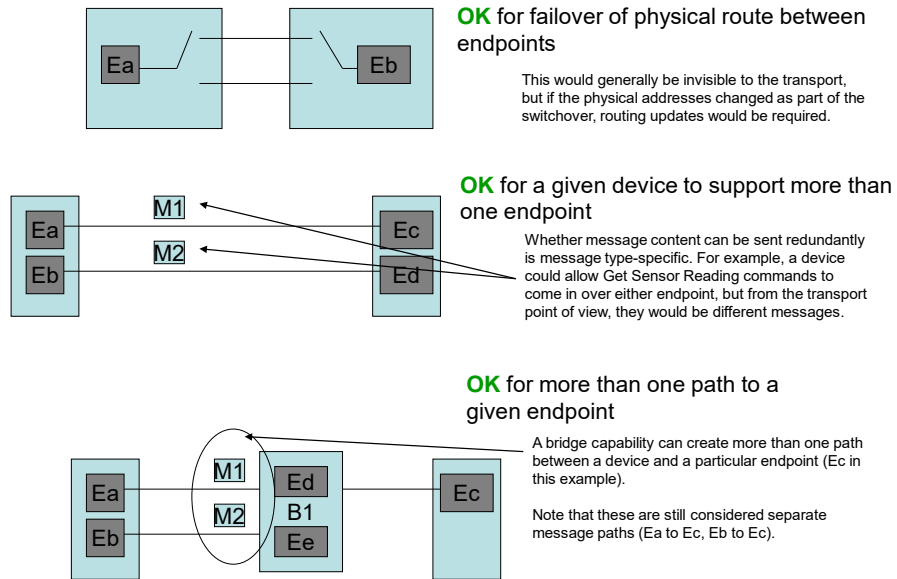 OK for failover of physical route between
endpoints
Ea
Eb
This would generally be invisible to the transport,
but if the physical addresses changed as part of the
switchover, routing updates would be required.
OK for a given device to support more than
one endpoint
M1
Ea
Ec
M2
Eb
Ed
Whether message content can be sent redundantly
is message type-specific. For example, a device
could allow Get Sensor Reading commands to
come in over either endpoint, but from the transport
point of view, they would be different messages.
OK for more than one path to a
given endpoint
A bridge capability can create more than one path
between a device and a particular endpoint (Ec in
this example).
Note that these are still considered separate
message paths (Ea to Ec, Eb to Ec).
M1
Ea
Ed
Ec
M2
B1
Eb
Ee